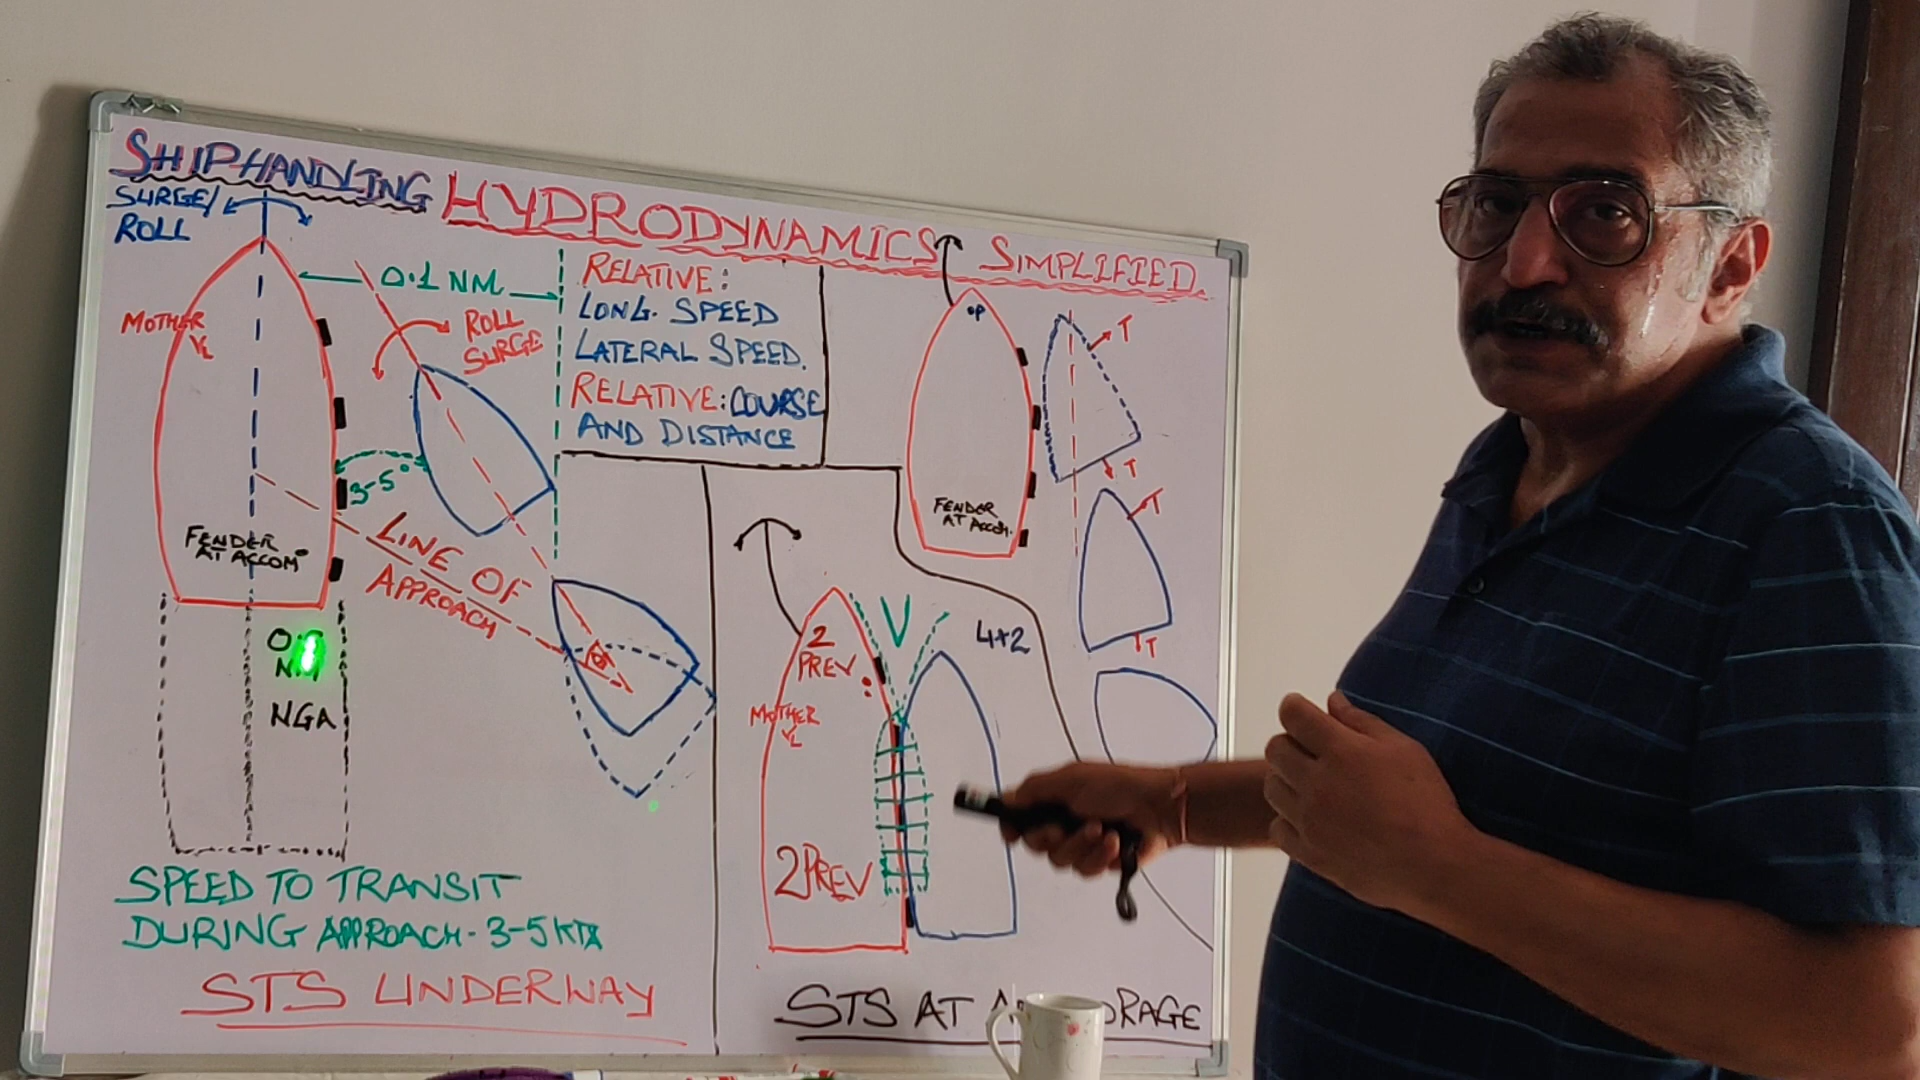 SHIPHANDLING HYDRODYNAMICS SIMPLIFIED.
SURGE/
ROLL
0.1 NM
MOTHER
VL
ROLL
SURGE
3-5°
FENDER
AT ACCOM
LINE OF
APPROACH
NGA
SPEED TO TRANSIT
DURING APPROACH - 3-5 KTS
STS UNDERWAY
RELATIVE:
LONG. SPEED
LATERAL SPEED.
RELATIVE: COURSE
AND DISTANCE
FENDER
AT ACCOM.
T
T
T
T
V
4+2
2
PREV
MOTHER
VL
2 PREV
STS AT